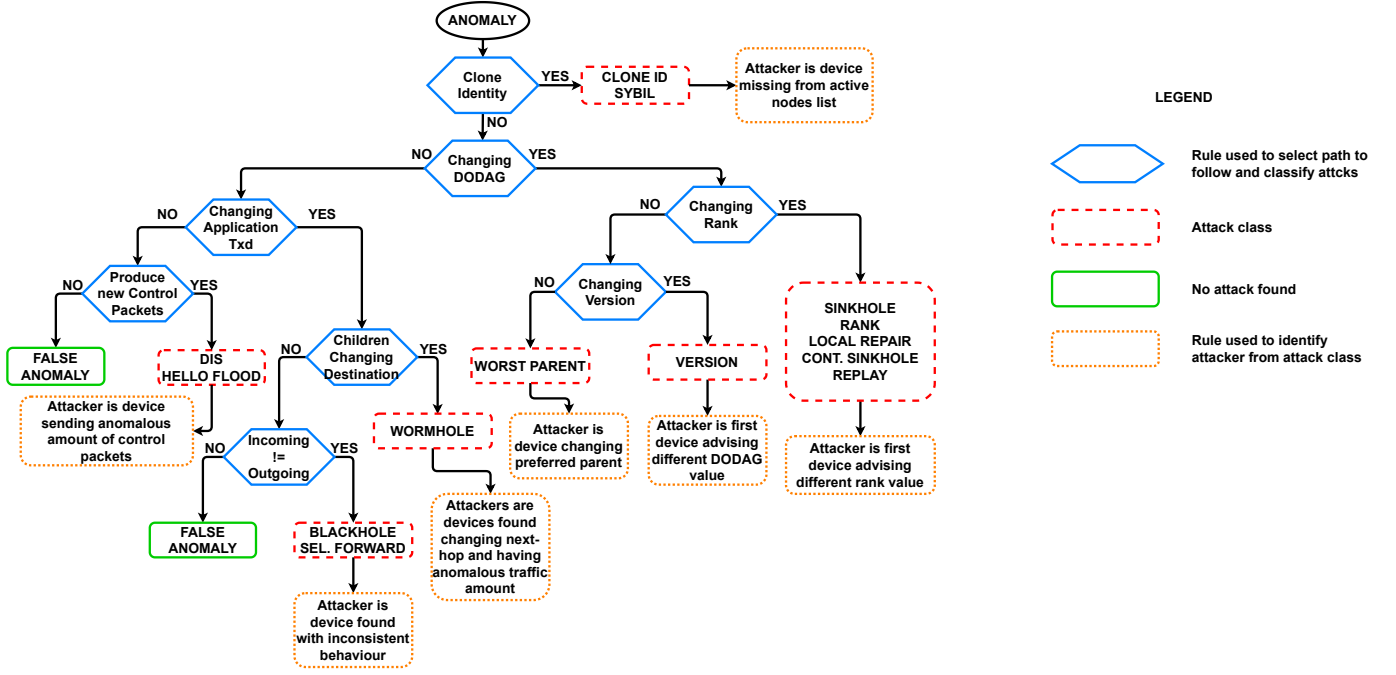 ANOMALY
Clone
Identity
YES
CLONE ID
SYBIL
Attacker is device
missing from active
nodes list
NO
NO
Changing
DODAG
YES
NO
Changing
Application
Txd
YES
NO
Changing
Rank
YES
NO
Produce
new Control
Packets
YES
NO
Changing
Version
YES
FALSE
ANOMALY
DIS
HELLO FLOOD
NO
Children
Changing
Destination
YES
WORST PARENT
VERSION
SINKHOLE
RANK
LOCAL REPAIR
CONT. SINKHOLE
REPLAY
Attacker is device
sending anomalous
amount of control
packets
NO
Incoming
!=
Outgoing
YES
WORMHOLE
Attacker is
device changing
preferred parent
Attacker is first
device advising
different DODAG
value
Attacker is first
device advising
different rank value
FALSE
ANOMALY
BLACKHOLE
SEL. FORWARD
Attackers are
devices found
changing next-
hop and having
anomalous traffic
amount
Attacker is
device found
with inconsistent
behaviour
LEGEND
Rule used to select path to
follow and classify attcks
Attack class
No attack found
Rule used to identify
attacker from attack class